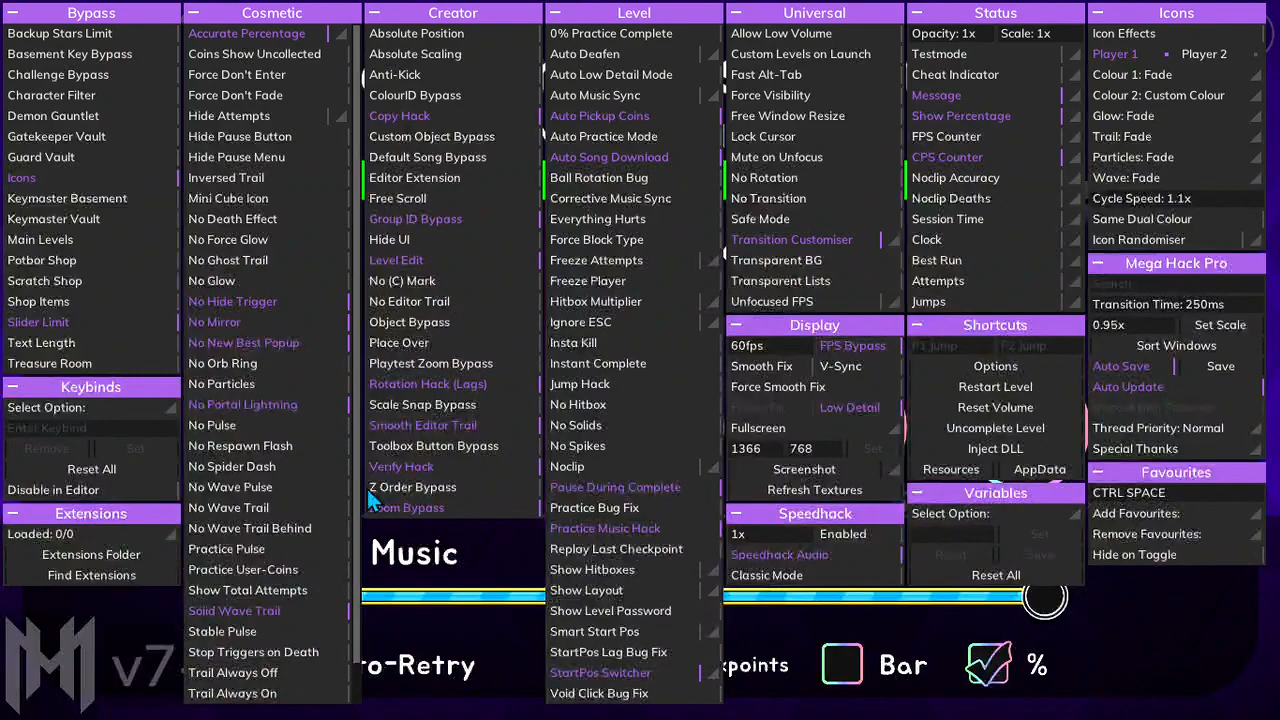 Bypass
Backup Stars Limit
Basement Key Bypass
Challenge Bypass
Character Filter
Demon Gauntlet
Gatekeeper Vault
Guard Vault
Icons
Keymaster Basement
Keymaster Vault
Main Levels
Potbor Shop
Scratch Shop
Shop Items
Slider Limit
Text Length
Treasure Room
Keybinds
Select Option:
Enter Keybind
Remove Set
Reset All
Disable in Editor
Extensions
Loaded: 0/0
Extensions Folder
Find Extensions
Cosmetic
Accurate Percentage
Coins Show Uncollected
Force Don't Enter
Force Don't Fade
Hide Attempts
Hide Pause Button
Hide Pause Menu
Inversed Trail
Mini Cube Icon
No Death Effect
No Force Glow
No Ghost Trail
No Glow
No Hide Trigger
No Mirror
No New Best Popup
No Orb Ring
No Particles
No Portal Lightning
No Pulse
No Respawn Flash
No Spider Dash
No Wave Pulse
No Wave Trail
No Wave Trail Behind
Practice Pulse
Practice User-Coins
Show Total Attempts
Solid Wave Trail
Stable Pulse
Stop Triggers on Death
Trail Always Off
Trail Always On
Creator
Absolute Position
Absolute Scaling
Anti-Kick
ColourID Bypass
Copy Hack
Custom Object Bypass
Default Song Bypass
Editor Extension
Free Scroll
Group ID Bypass
Hide UI
Level Edit
No (C) Mark
No Editor Trail
Object Bypass
Place Over
Playtest Zoom Bypass
Rotation Hack (Lags)
Scale Snap Bypass
Smooth Editor Trail
Toolbox Button Bypass
Verify Hack
Z Order Bypass
Zoom Bypass
Level
0% Practice Complete
Auto Deafen
Auto Low Detail Mode
Auto Music Sync
Auto Pickup Coins
Auto Practice Mode
Auto Song Download
Ball Rotation Bug
Corrective Music Sync
Everything Hurts
Force Block Type
Freeze Attempts
Freeze Player
Hitbox Multiplier
Ignore ESC
Insta Kill
Instant Complete
Jump Hack
No Hitbox
No Solids
No Spikes
Noclip
Pause During Complete
Practice Bug Fix
Practice Music Hack
Replay Last Checkpoint
Show Hitboxes
Show Layout
Show Level Password
Smart Start Pos
StartPos Lag Bug Fix
StartPos Switcher
Void Click Bug Fix
Universal
Allow Low Volume
Custom Levels on Launch
Fast Alt-Tab
Force Visibility
Free Window Resize
Lock Cursor
Mute on Unfocus
No Rotation
No Transition
Safe Mode
Transition Customiser
Transparent BG
Transparent Lists
Unfocused FPS
Display
60fps FPS Bypass
Smooth Fix V-Sync
Force Smooth Fix
Low Detail
Fullscreen
1366 768 Set
Screenshot
Refresh Textures
Speedhack
1x Enabled
Speedhack Audio
Classic Mode
Status
Opacity: 1x Scale: 1x
Testmode
Cheat Indicator
Message
Show Percentage
FPS Counter
CPS Counter
Noclip Accuracy
Noclip Deaths
Session Time
Clock
Best Run
Attempts
Jumps
Shortcuts
P1 Jump P2 Jump
Options
Restart Level
Reset Volume
Uncomplete Level
Inject DLL
Resources AppData
Variables
Select Option:
Set
Reset Save
Reset All
Icons
Icon Effects
Player 1 Player 2
Colour 1: Fade
Colour 2: Custom Colour
Glow: Fade
Trail: Fade
Particles: Fade
Wave: Fade
Cycle Speed: 1.1x
Same Dual Colour
Icon Randomiser
Mega Hack Pro
Search
Transition Time: 250ms
0.95x Set Scale
Sort Windows
Auto Save Save
Auto Update
Thread Priority: Normal
Special Thanks
Favourites
CTRL SPACE
Add Favourites:
Remove Favourites:
Hide on Toggle
Music
v7
o-Retry
kpoints
Bar
%